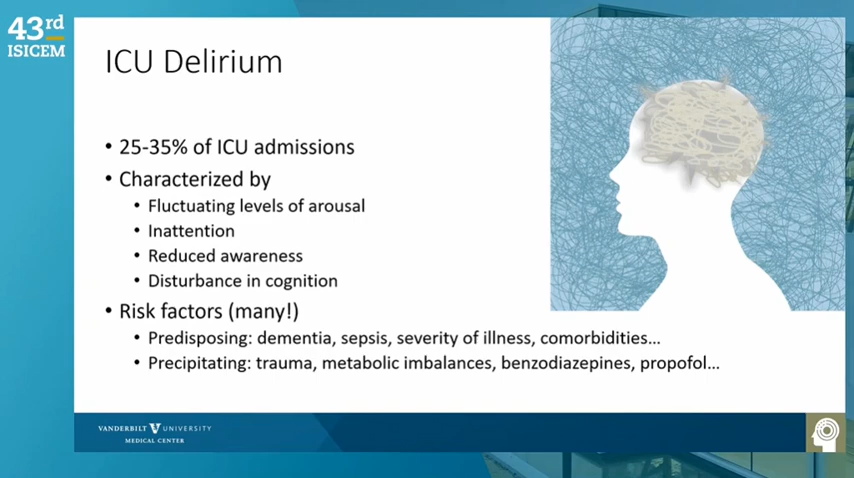 43rd
ISICEM
ICU Delirium
• 25-35% of ICU admissions
• Characterized by
• Fluctuating levels of arousal
• Inattention
• Reduced awareness
• Disturbance in cognition
• Risk factors (many!)
• Predisposing: dementia, sepsis, severity of illness, comorbidities...
• Precipitating: trauma, metabolic imbalances, benzodiazepines, propofol...
VANDERBILT V UNIVERSITY
MEDICAL CENTER